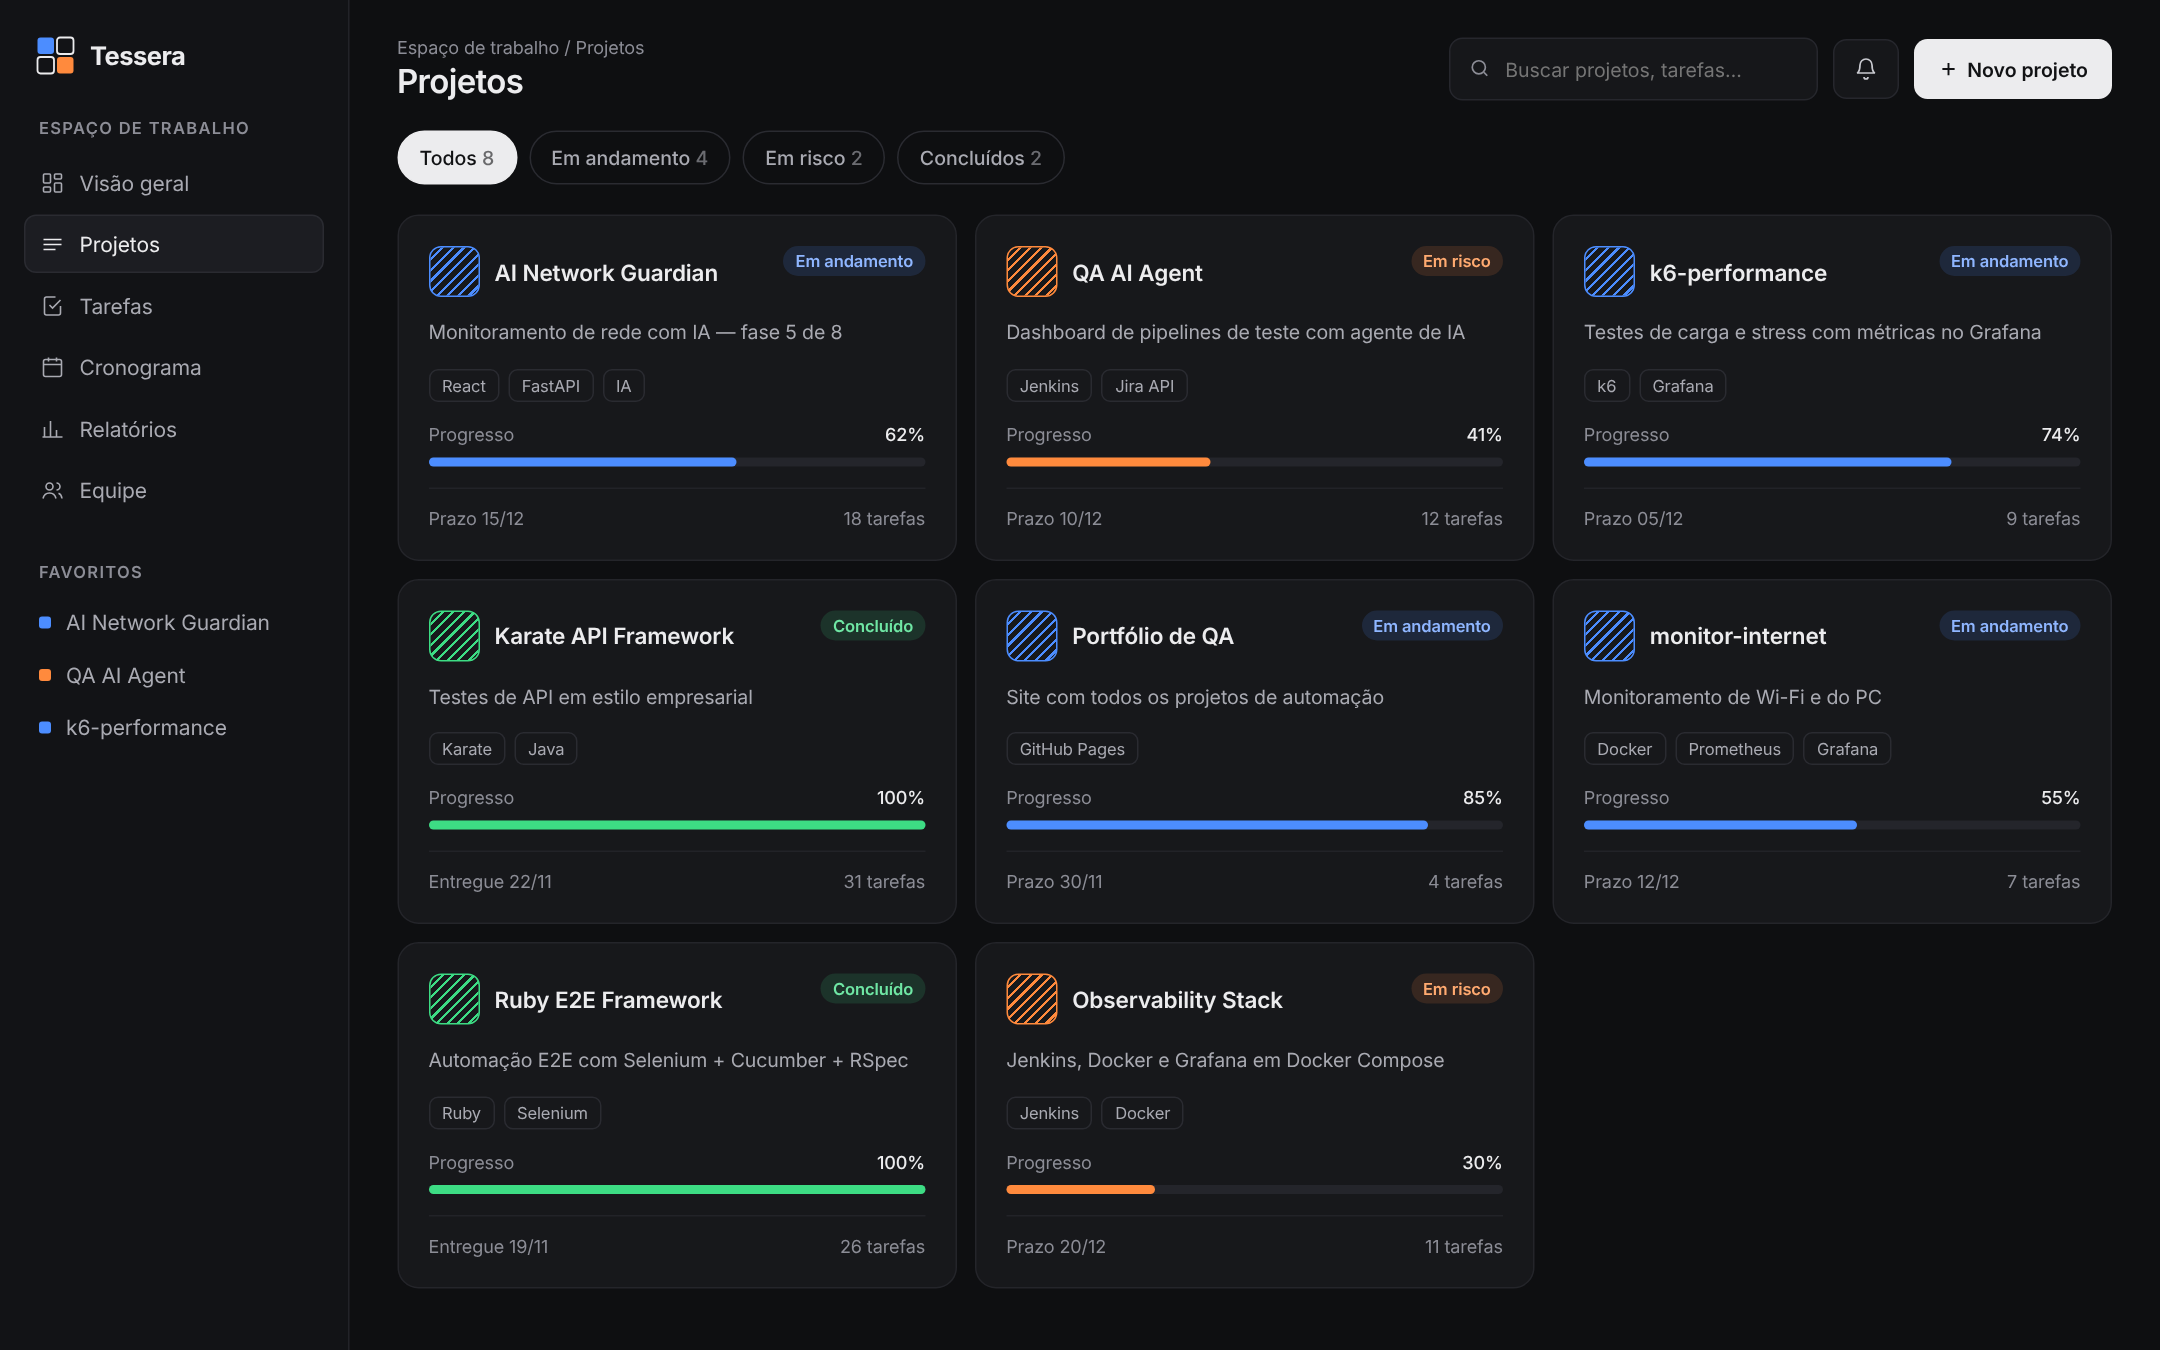 Tessera
ESPAÇO DE TRABALHO
Visão geral
Projetos
Tarefas
Cronograma
Relatórios
Equipe
FAVORITOS
AI Network Guardian
QA AI Agent
k6-performance
Espaço de trabalho / Projetos
Projetos
Buscar projetos, tarefas...
+ Novo projeto
Todos 8
Em andamento 4
Em risco 2
Concluídos 2
AI Network Guardian
Em andamento
Monitoramento de rede com IA — fase 5 de 8
React FastAPI IA
Progresso 62%
Prazo 15/12 18 tarefas
QA AI Agent
Em risco
Dashboard de pipelines de teste com agente de IA
Jenkins Jira API
Progresso 41%
Prazo 10/12 12 tarefas
k6-performance
Em andamento
Testes de carga e stress com métricas no Grafana
k6 Grafana
Progresso 74%
Prazo 05/12 9 tarefas
Karate API Framework
Concluído
Testes de API em estilo empresarial
Karate Java
Progresso 100%
Entregue 22/11 31 tarefas
Portfólio de QA
Em andamento
Site com todos os projetos de automação
GitHub Pages
Progresso 85%
Prazo 30/11 4 tarefas
monitor-internet
Em andamento
Monitoramento de Wi-Fi e do PC
Docker Prometheus Grafana
Progresso 55%
Prazo 12/12 7 tarefas
Ruby E2E Framework
Concluído
Automação E2E com Selenium + Cucumber + RSpec
Ruby Selenium
Progresso 100%
Entregue 19/11 26 tarefas
Observability Stack
Em risco
Jenkins, Docker e Grafana em Docker Compose
Jenkins Docker
Progresso 30%
Prazo 20/12 11 tarefas